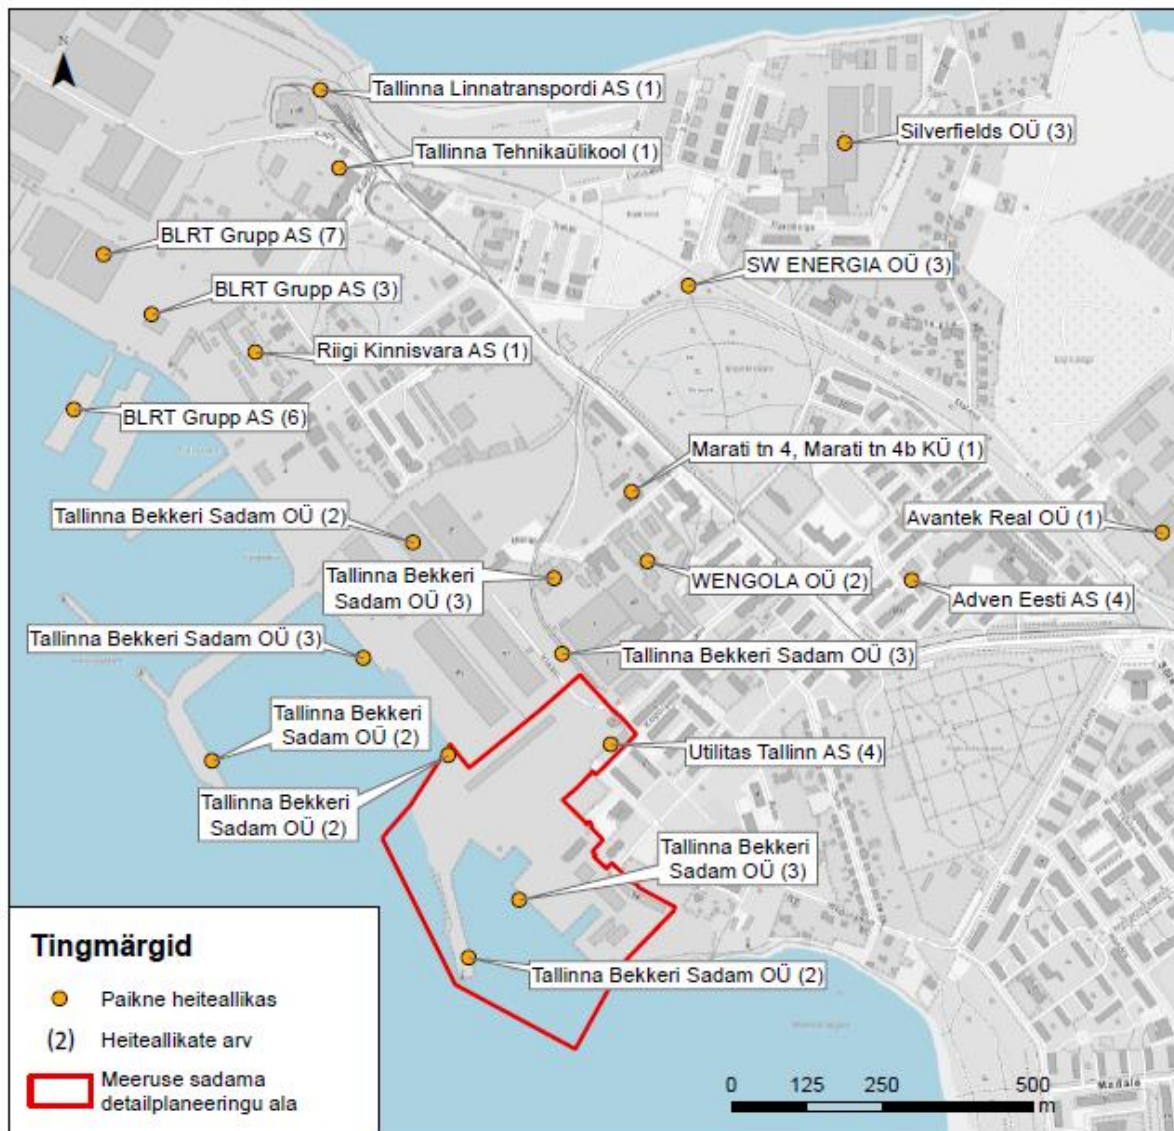 N
Tallinna Linnatranspordi AS (1)
Silverfields OÜ (3)
Tallinna Tehnikaülikool (1)
BLRT Grupp AS (7)
SW ENERGIA OÜ (3)
BLRT Grupp AS (3)
Riigi Kinnisvara AS (1)
BLRT Grupp AS (6)
Marati tn 4, Marati tn 4b KÜ (1)
Tallinna Bekkeri Sadam OÜ (2)
Avantek Real OÜ (1)
Tallinna Bekkeri
Sadam OÜ (3)
WENGOLA OÜ (2)
Adven Eesti AS (4)
Tallinna Bekkeri Sadam OÜ (3)
Tallinna Bekkeri Sadam OÜ (3)
Tallinna Bekkeri
Sadam OÜ (2)
Utilitas Tallinn AS (4)
Tallinna Bekkeri
Sadam OÜ (2)
Tallinna Bekkeri
Sadam OÜ (3)
Tallinna Bekkeri Sadam OÜ (2)
Tingmärgid
Paikne heiteallikas
(2) Heiteallikate arv
Meeruse sadama
detailplaneeringu ala
0 125 250 500
m